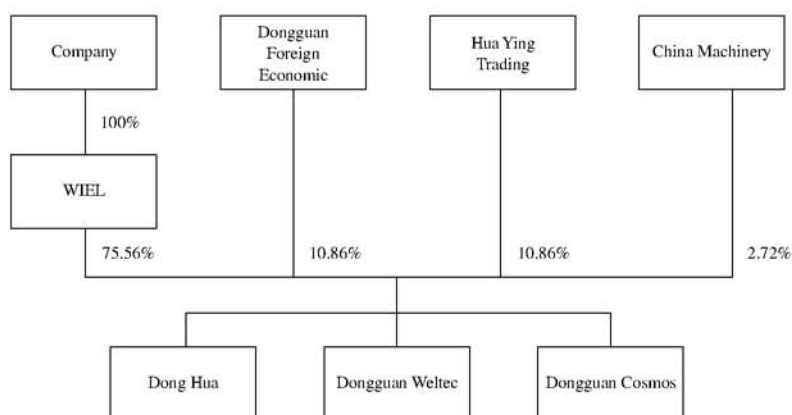 Company
Dongguan
Foreign
Economic
Hua Ying
Trading
China Machinery
100%
WIEL
75.56%
10.86%
10.86%
2.72%
Dong Hua
Dongguan Weltec
Dongguan Cosmos